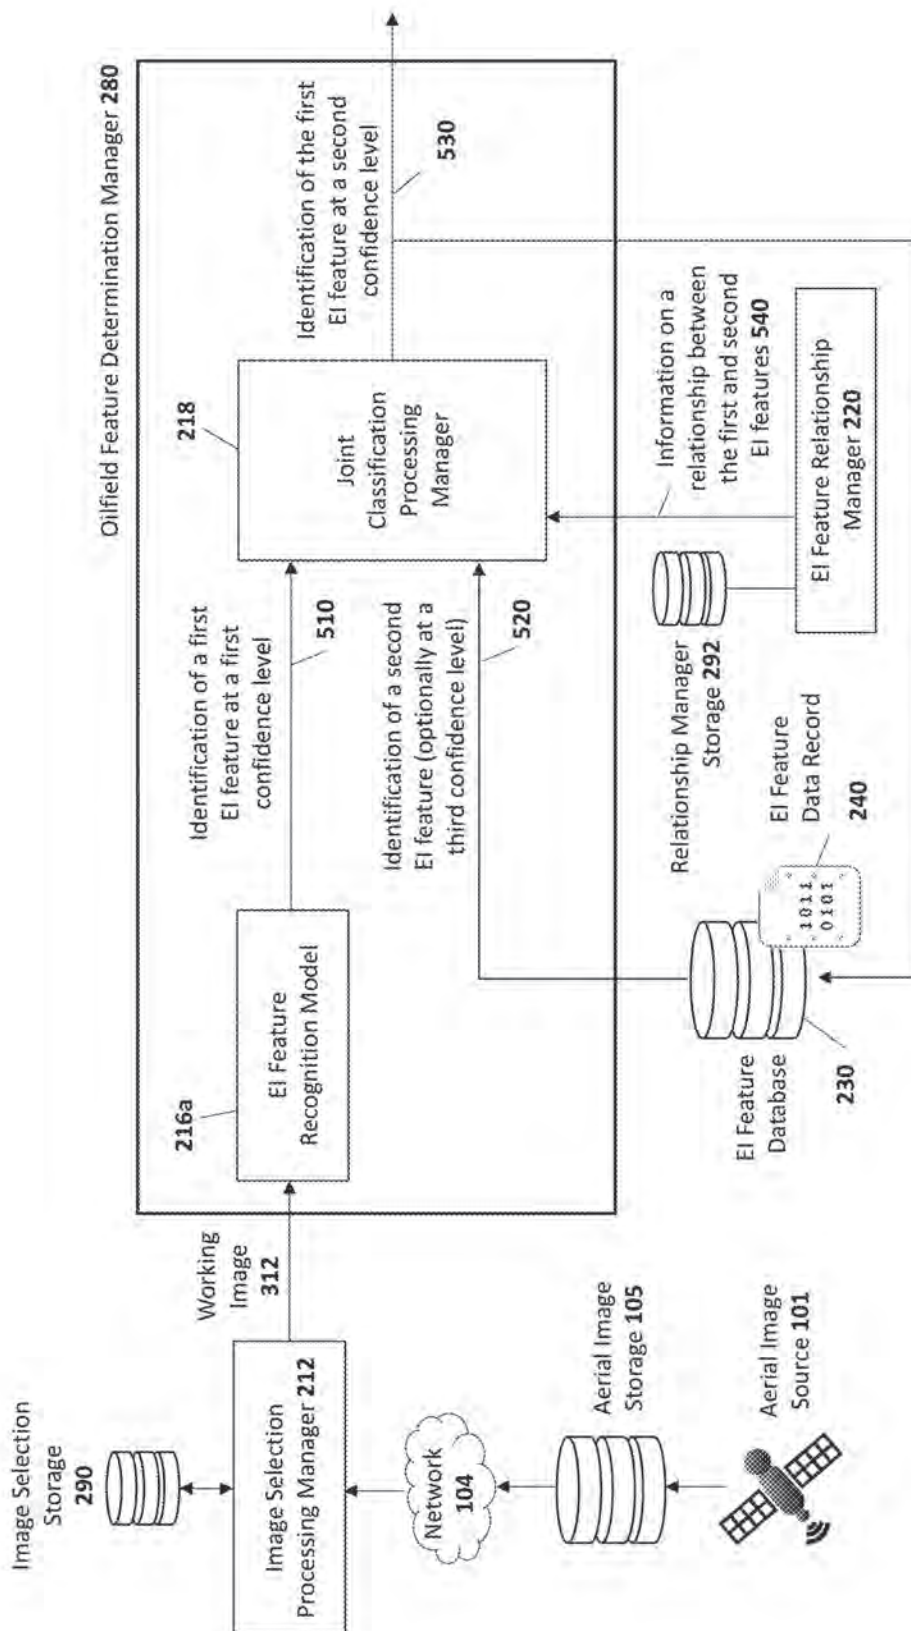 Image Selection
Storage
290
Image Selection
Processing Manager 212
Network
104
Aerial Image
Storage 105
Aerial Image
Source 101
Working
Image
312
Oilfield Feature Determination Manager 280
216a
EI Feature
Recognition Model
Identification of a first
EI feature at a first
confidence level
510
Identification of a second
EI feature (optionally at a
third confidence level)
520
218
Joint
Classification
Processing
Manager
Identification of the first
EI feature at a second
confidence level
530
Information on a
relationship between
the first and second
EI features 540
EI Feature Relationship
Manager 220
Relationship Manager
Storage 292
EI Feature
Data Record
240
1011
0101
EI Feature
Database
230